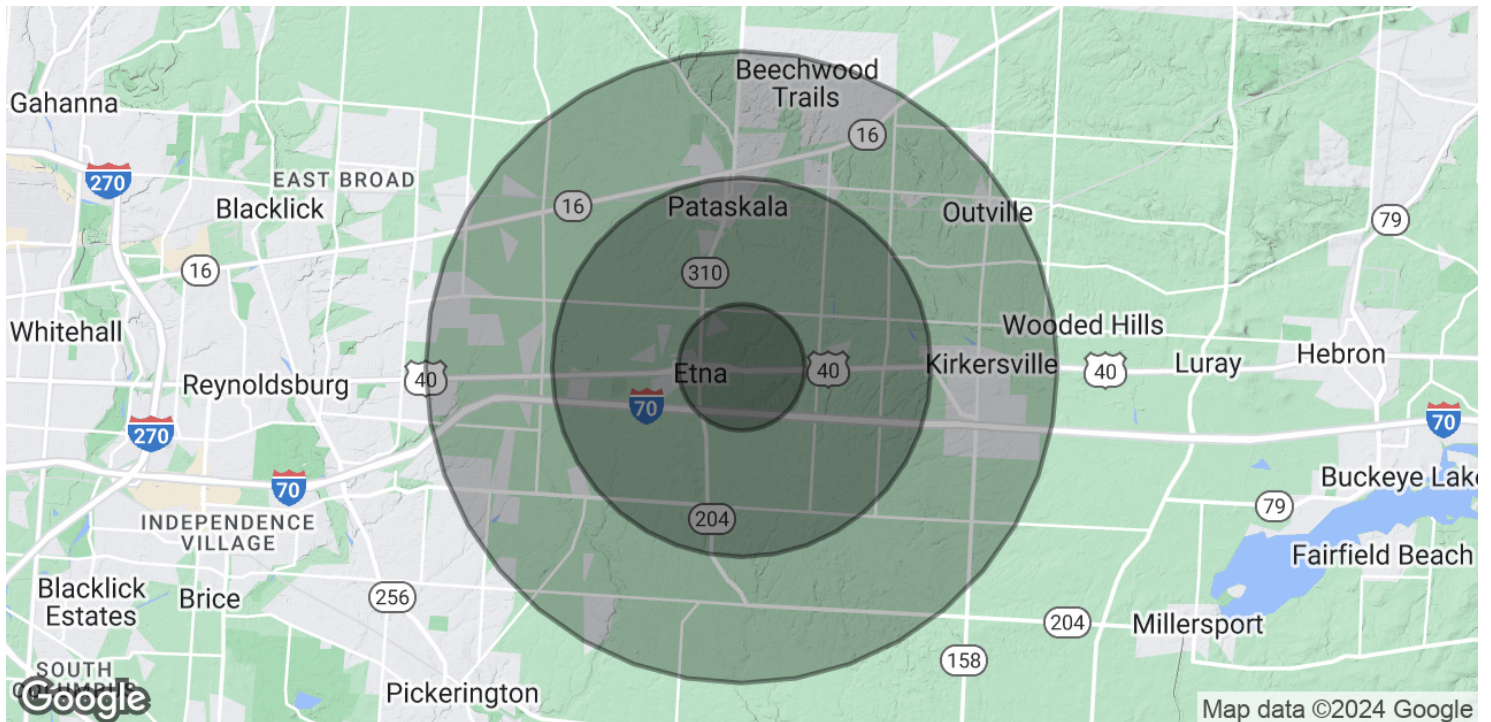 Beechwood
Trails
Gahanna
16
270
EAST BROAD
Blacklick
16
Pataskala
Outville
79
16
310
Whitehall
Wooded Hills
Etna
40
Kirkersville
40
Luray
Hebron
Reynoldsburg
40
70
70
270
70
Buckeye Lake
79
204
INDEPENDENCE
VILLAGE
Fairfield Beach
Blacklick
Estates
Brice
256
204
Millersport
158
SOUTH
Pickerington
Google
Map data ©2024 Google